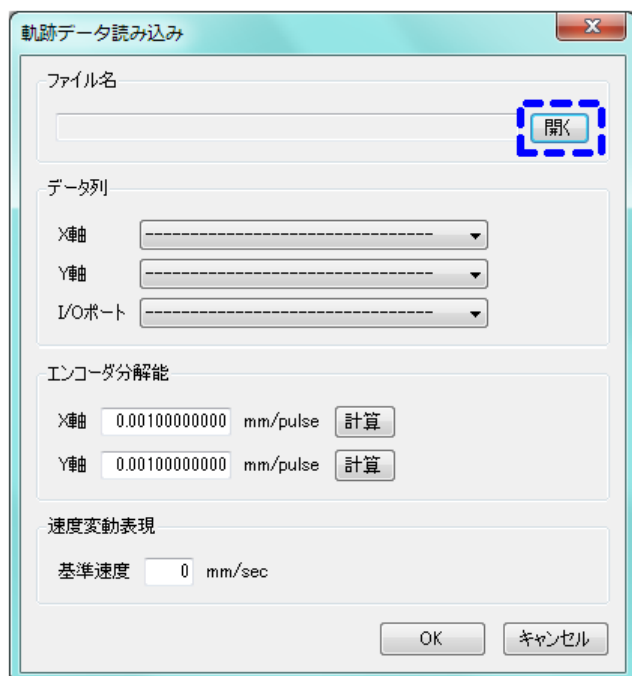 軌跡データ読み込み
X
ファイル名
開く
データ列
X軸 --------------------------------
Y軸 --------------------------------
I/Oポート --------------------------------
エンコーダ分解能
X軸 0.00100000000 mm/pulse 計算
Y軸 0.00100000000 mm/pulse 計算
速度変動表現
基準速度 0 mm/sec
OK キャンセル